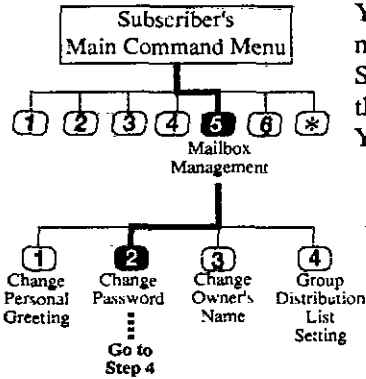 Subscriber's
Main Command Menu
1 2 3 4 5 6 *
Mailbox
Management
1 2 3 4
Change Change Change Group
Personal Password Owner's Distribution
Greeting Name List
Setting
Go to
Step 4
Y
n
S
th
Y